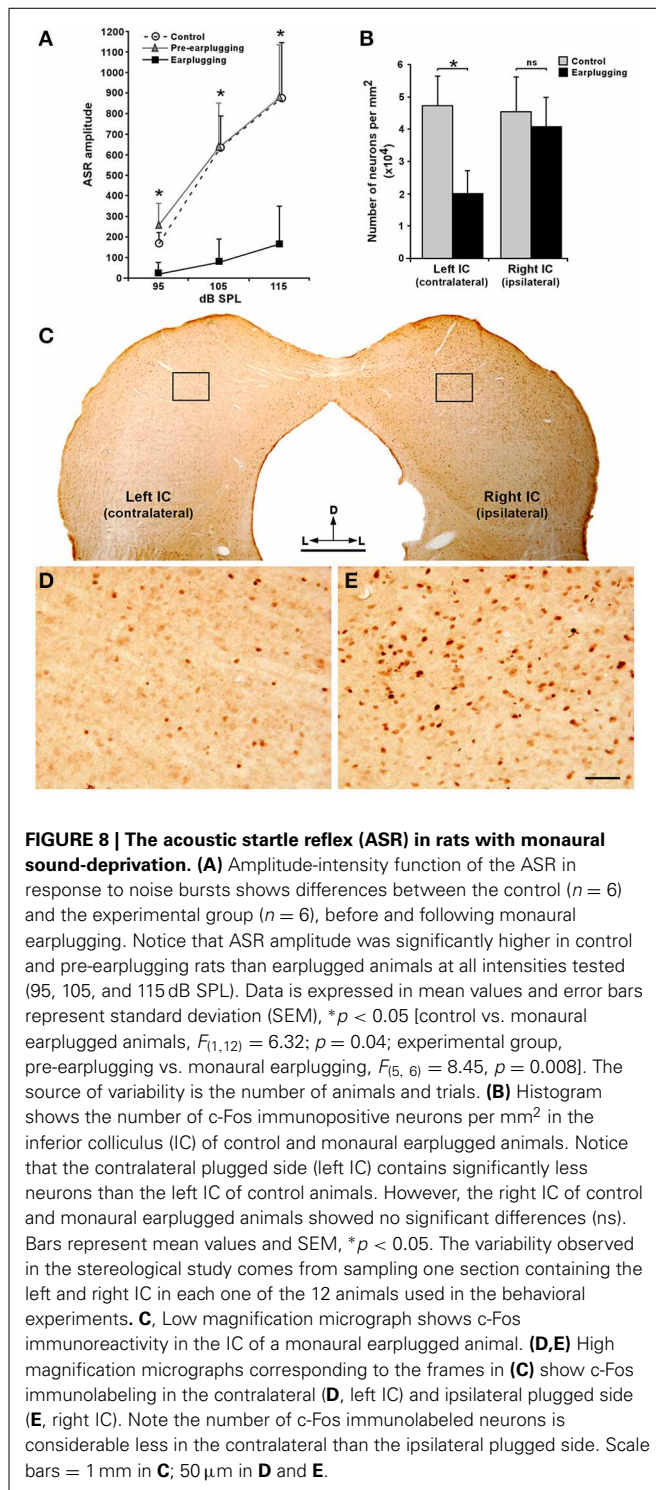 A
1200
1100
1000
900
800
700
600
500
400
300
200
100
0
ASR amplitude
Control
Pre-earplugging
Earplugging
*
*
*
95
105
115
dB SPL
B
Number of neurons per mm²
(x10⁴)
6
5
4
3
2
1
0
*
ns
Control
Earplugging
Left IC
(contralateral)
Right IC
(ipsilateral)
C
Left IC
(contralateral)
D
L
L
Right IC
(ipsilateral)
D
E
FIGURE 8 | The acoustic startle reflex (ASR) in rats with monaural
sound-deprivation. (A) Amplitude-intensity function of the ASR in
response to noise bursts shows differences between the control (n = 6)
and the experimental group (n = 6), before and following monaural
earplugging. Notice that ASR amplitude was significantly higher in control
and pre-earplugging rats than earplugged animals at all intensities tested
(95, 105, and 115 dB SPL). Data is expressed in mean values and error bars
represent standard deviation (SEM), *p < 0.05 [control vs. monaural
earplugged animals, F(1,12) = 6.32; p = 0.04; experimental group,
pre-earplugging vs. monaural earplugging, F(5, 6) = 8.45, p = 0.008]. The
source of variability is the number of animals and trials. (B) Histogram
shows the number of c-Fos immunopositive neurons per mm² in the
inferior colliculus (IC) of control and monaural earplugged animals. Notice
that the contralateral plugged side (left IC) contains significantly less
neurons than the left IC of control animals. However, the right IC of control
and monaural earplugged animals showed no significant differences (ns).
Bars represent mean values and SEM, *p < 0.05. The variability observed
in the stereological study comes from sampling one section containing the
left and right IC in each one of the 12 animals used in the behavioral
experiments. C, Low magnification micrograph shows c-Fos
immunoreactivity in the IC of a monaural earplugged animal. (D,E) High
magnification micrographs corresponding to the frames in (C) show c-Fos
immunolabeling in the contralateral (D, left IC) and ipsilateral plugged side
(E, right IC). Note the number of c-Fos immunolabeled neurons is
considerable less in the contralateral than the ipsilateral plugged side. Scale
bars = 1 mm in C; 50 μm in D and E.